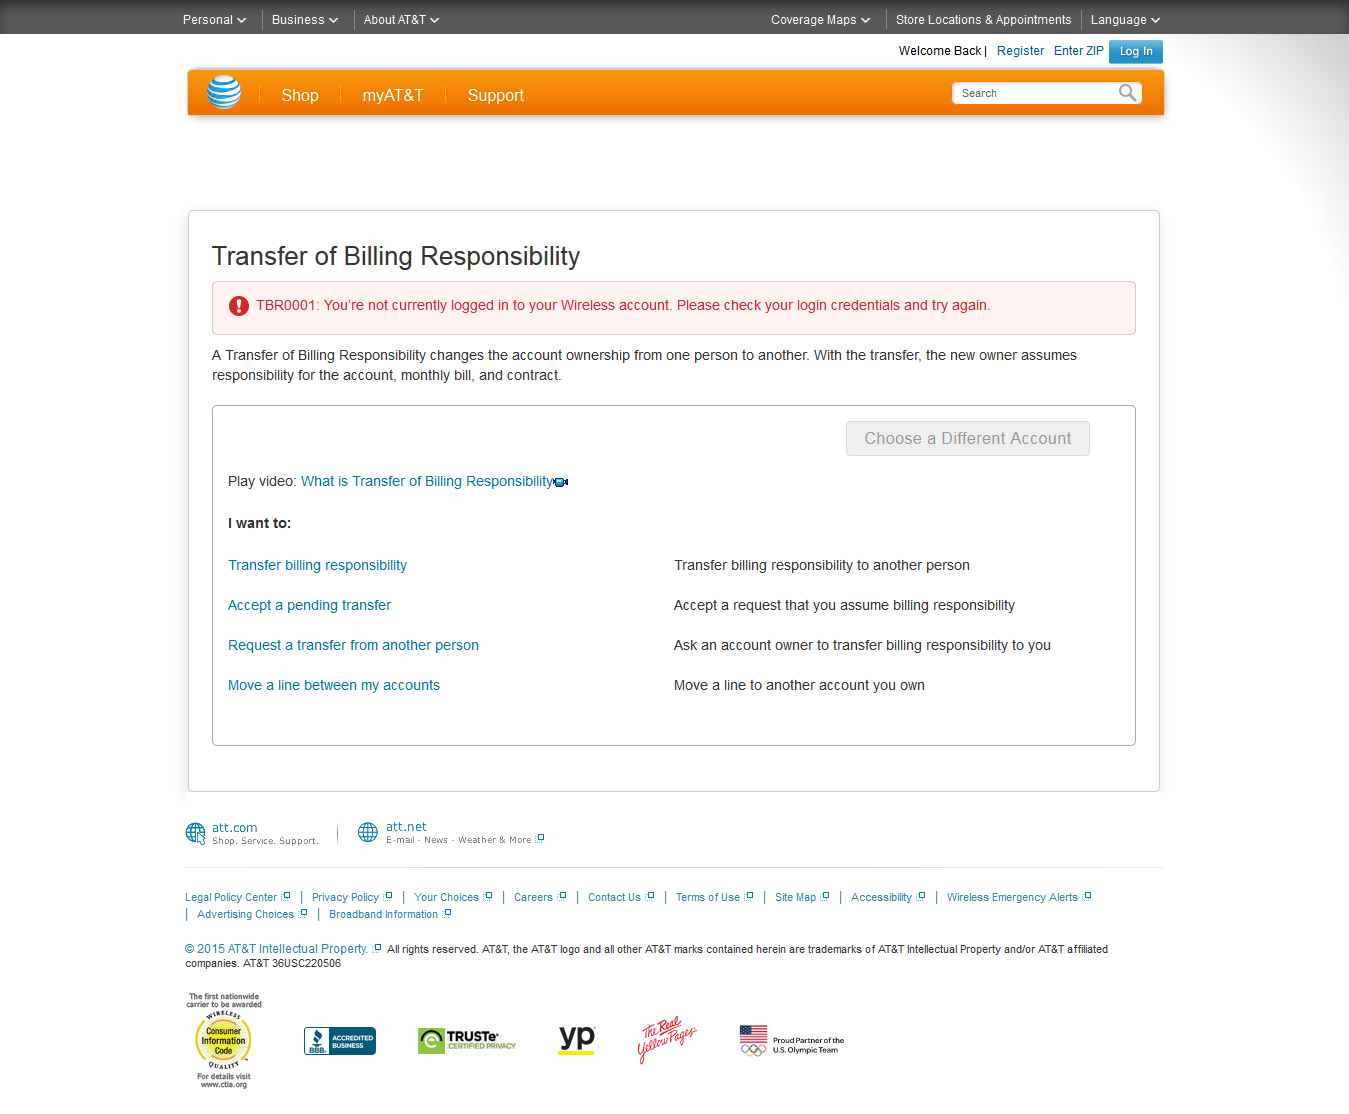 Personal Business About AT&T Coverage Maps Store Locations & Appointments Language
Welcome Back | Register Enter ZIP Log In
Shop myAT&T Support Search
Transfer of Billing Responsibility
TBR0001: You're not currently logged in to your Wireless account. Please check your login credentials and try again.
A Transfer of Billing Responsibility changes the account ownership from one person to another. With the transfer, the new owner assumes
responsibility for the account, monthly bill, and contract.
Choose a Different Account
Play video: What is Transfer of Billing Responsibility
I want to:
Transfer billing responsibility Transfer billing responsibility to another person
Accept a pending transfer Accept a request that you assume billing responsibility
Request a transfer from another person Ask an account owner to transfer billing responsibility to you
Move a line between my accounts Move a line to another account you own
att.com
Shop. Service. Support.
att.net
E-mail - News - Weather & More
Legal Policy Center | Privacy Policy | Your Choices | Careers | Contact Us | Terms of Use | Site Map | Accessibility | Wireless Emergency Alerts
| Advertising Choices | Broadband Information
© 2015 AT&T Intellectual Property. All rights reserved. AT&T, the AT&T logo and all other AT&T marks contained herein are trademarks of AT&T Intellectual Property and/or AT&T affiliated
companies. AT&T 36USC220506
The first nationwide
carrier to be awarded
WIRELESS
Consumer
Information
Code
QUALITY
For details visit
www.ctia.org
BBB.
ACCREDITED
BUSINESS
TRUSTe
CERTIFIED PRIVACY
yp
The Real
Yellow Pages
Proud Partner of the
U.S. Olympic Team